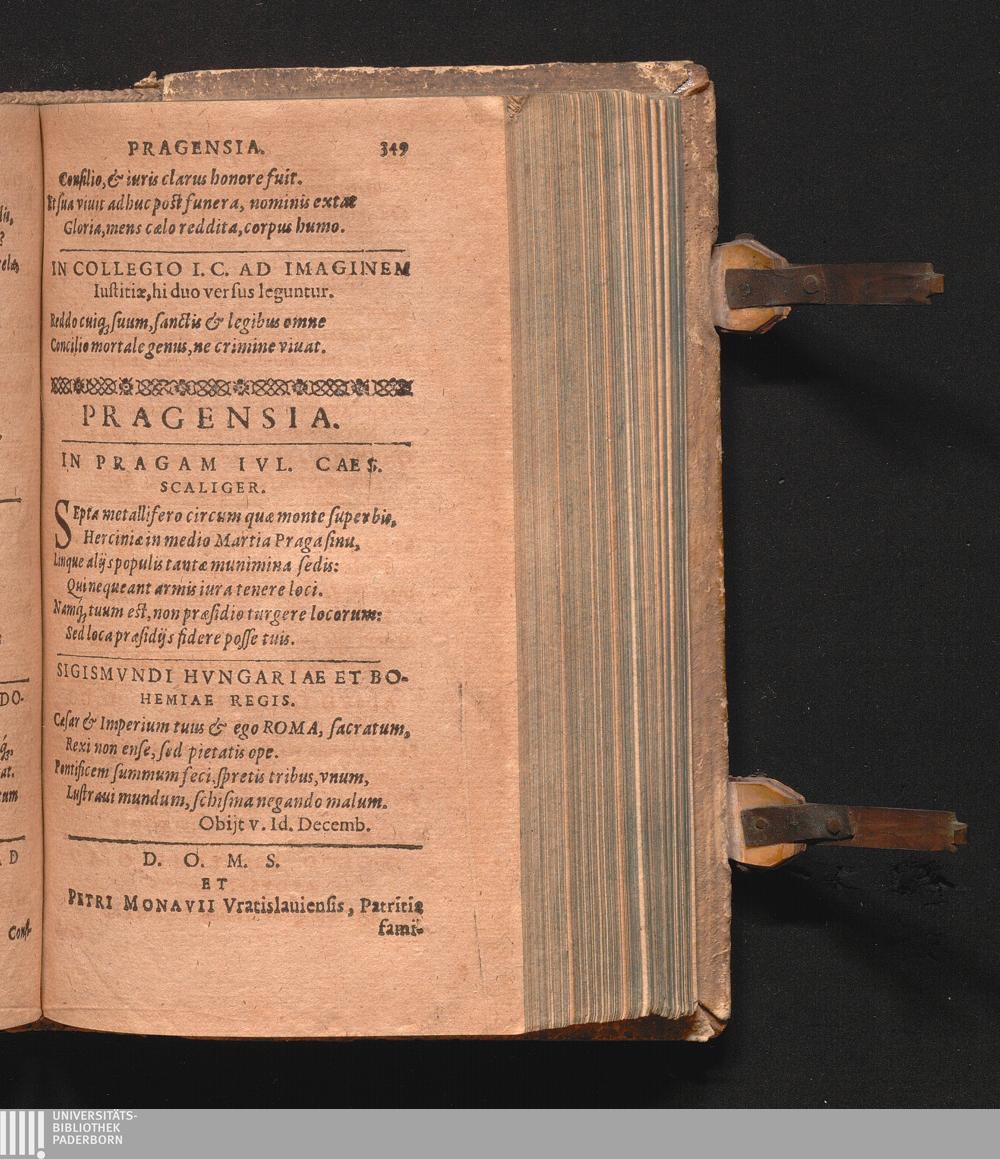 PRAGENSIA. 349
Consilio, & iuris clarus honore fuit.
Et sua viuit adhuc post funera, nominis extat
Gloria, mens cælo reddita, corpus humo.
IN COLLEGIO I. C. AD IMAGINEM
Iustitiæ, hi duo versus leguntur.
Reddo cuiq; suum, sanctis & legibus omne
Concilio mortale genus, ne crimine viuat.
PRAGENSIA.
IN PRAGAM IVL. CAES.
SCALIGER.
SEpta metallifero circum quæ monte superbis,
Herciniæ in medio Martia Praga sinu,
Linque alijs populis tantæ munimina sedis:
Qui nequeant armis iura tenere loci.
Namq; tuum est, non præsidio turgere locorum:
Sed loca præsidijs fidere posse tuis.
SIGISMVNDI HVNGARIAE ET BO-
HEMIAE REGIS.
Cæsar & Imperium tuus & ego ROMA, sacratum,
Rexi non ense, sed pietatis ope.
Pontificem summum feci, spretis tribus, vnum,
Lustraui mundum, schisma negando malum.
Obijt v. Id. Decemb.
D. O. M. S.
ET
PETRI MONAVII Vratislauiensis, Patritiæ
fami-
DO-
at.
D
Cons-
UNIVERSITÄTS-
BIBLIOTHEK
PADERBORN